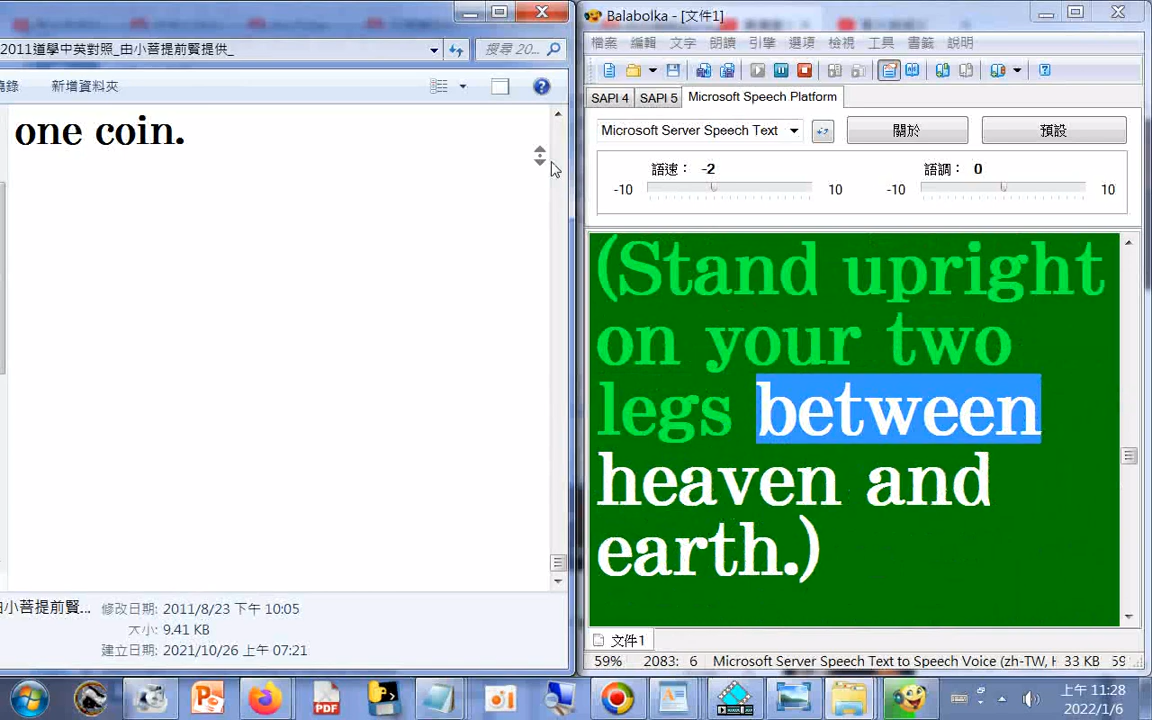 2011道學中英對照_由小菩提前賢提供_
搜尋 20...
新增資料夾
one coin.
修改日期: 2011/8/23 下午 10:05
大小: 9.41 KB
建立日期: 2021/10/26 上午 07:21
Balabolka - [文件1]
檔案 編輯 文字 朗讀 引擎 選項 檢視 工具 書籤 說明
SAPI 4 SAPI 5 Microsoft Speech Platform
Microsoft Server Speech Text 關於 預設
語速： -2 語調： 0
-10 10 -10 10
(Stand upright
on your two
legs between
heaven and
earth.)
文件1
59% 2083: 6 Microsoft Server Speech Text to Speech Voice (zh-TW, H 33 KB
PDF
上午 11:28
2022/1/6